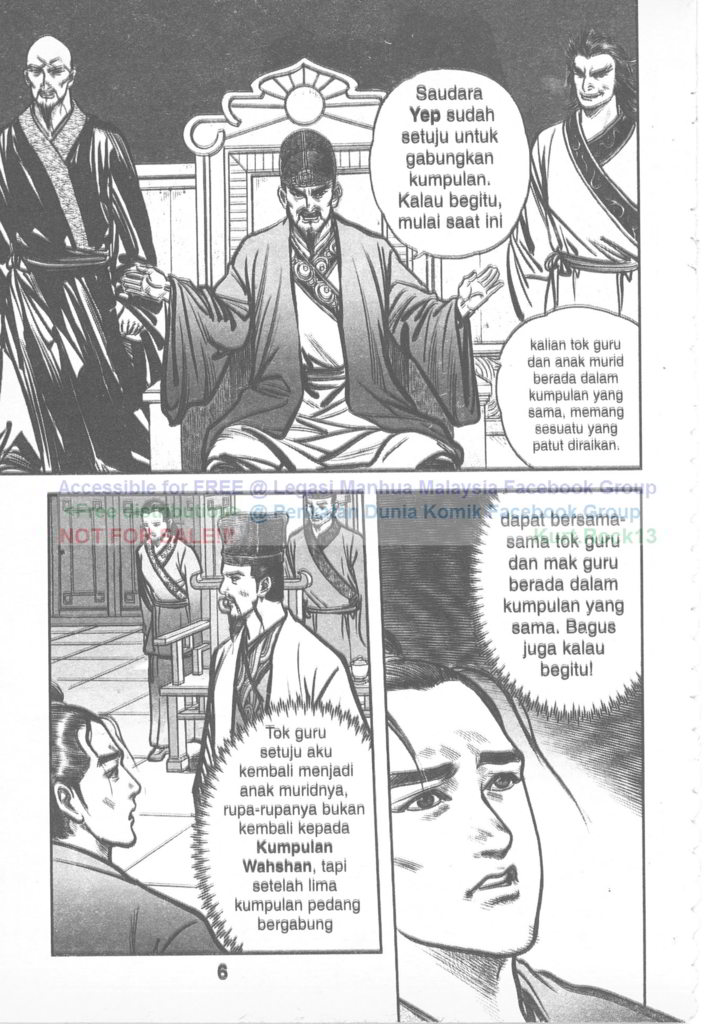 Saudara
Yep sudah
setuju untuk
gabungkan
kumpulan.
Kalau begitu,
mulai saat ini
kalian tok guru
dan anak murid
berada dalam
kumpulan yang
sama, memang
sesuatu yang
patut diraikan.
Accessible for FREE @ Legasi Manhua Malaysia Facebook Group
@ Dunia Komik Facebook Group
NOT FOR SALE!!!
Tok guru
setuju aku
kembali menjadi
anak muridnya,
rupa-rupanya bukan
kembali kepada
Kumpulan
Wahshan, tapi
setelah lima
kumpulan pedang
bergabung
dapat bersama-
sama tok guru
dan mak guru
berada dalam
kumpulan yang
sama. Bagus
juga kalau
begitu!
6